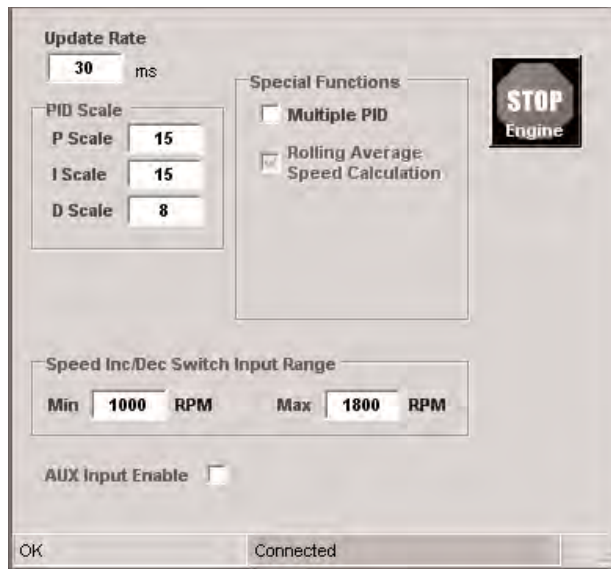 Update Rate
30 ms
PID Scale
P Scale 15
I Scale 15
D Scale 8
Special Functions
Multiple PID
Rolling Average
Speed Calculation
STOP
Engine
Speed Inc/Dec Switch Input Range
Min 1000 RPM Max 1800 RPM
AUX Input Enable
OK Connected